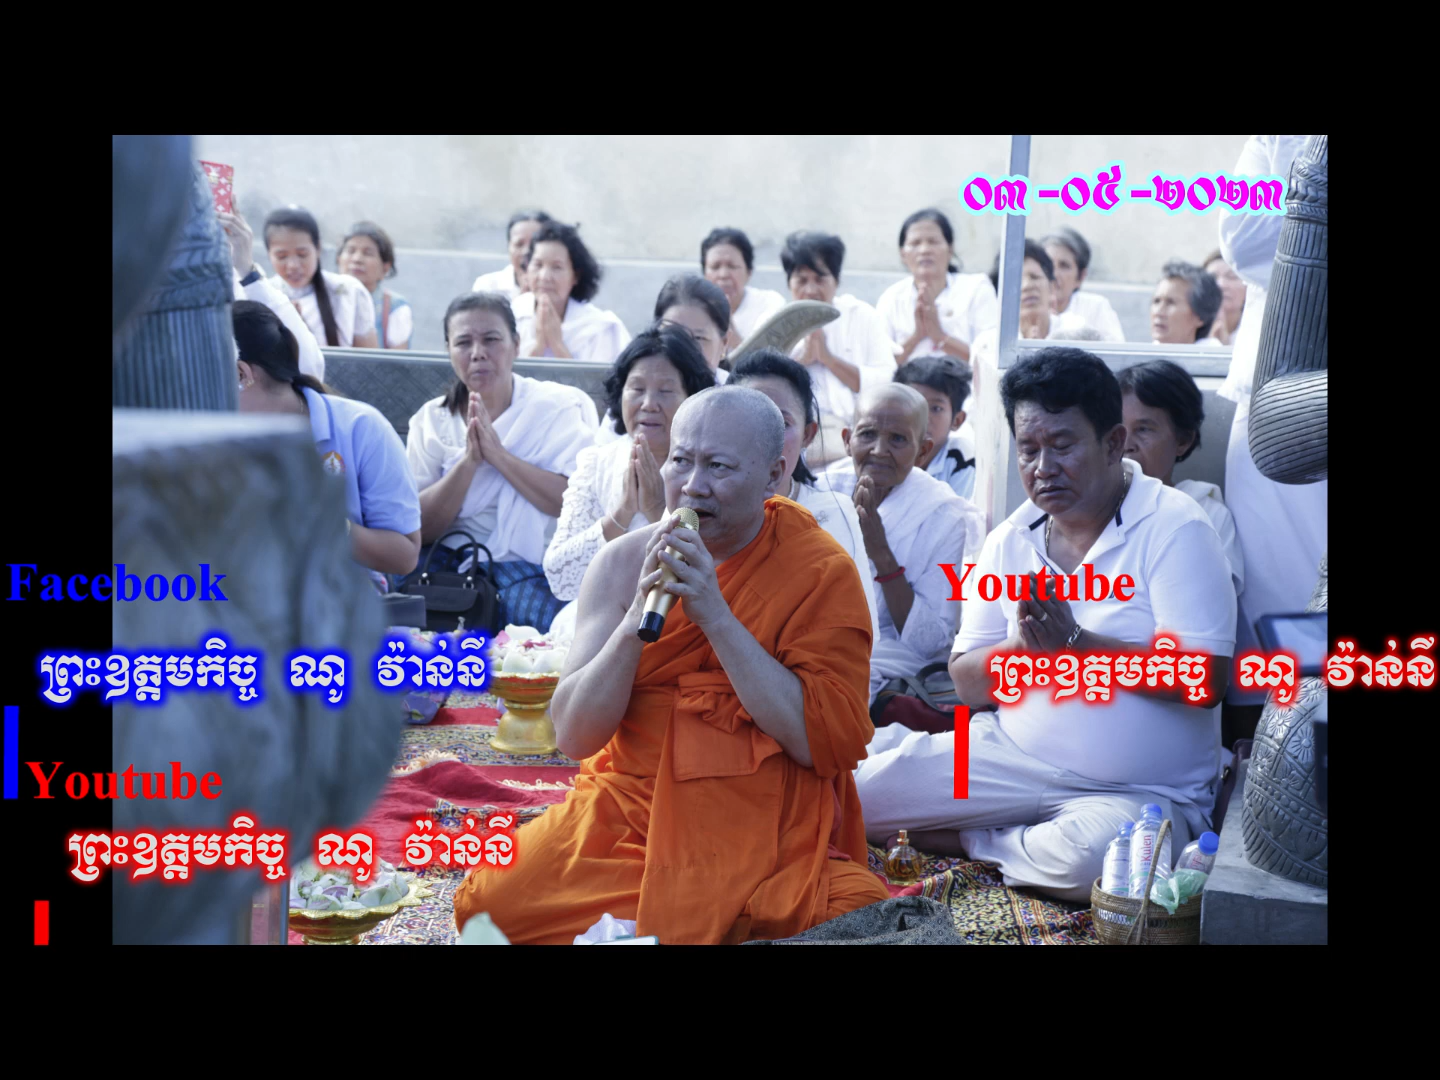 ០៣ -០៥ -២០២៣
Facebook
ព្រះឧត្តមកិច្ច ណូ វ៉ាន់នី
Youtube
ព្រះឧត្តមកិច្ច ណូ វ៉ាន់នី
Youtube
ព្រះឧត្តមកិច្ច ណូ វ៉ាន់នី